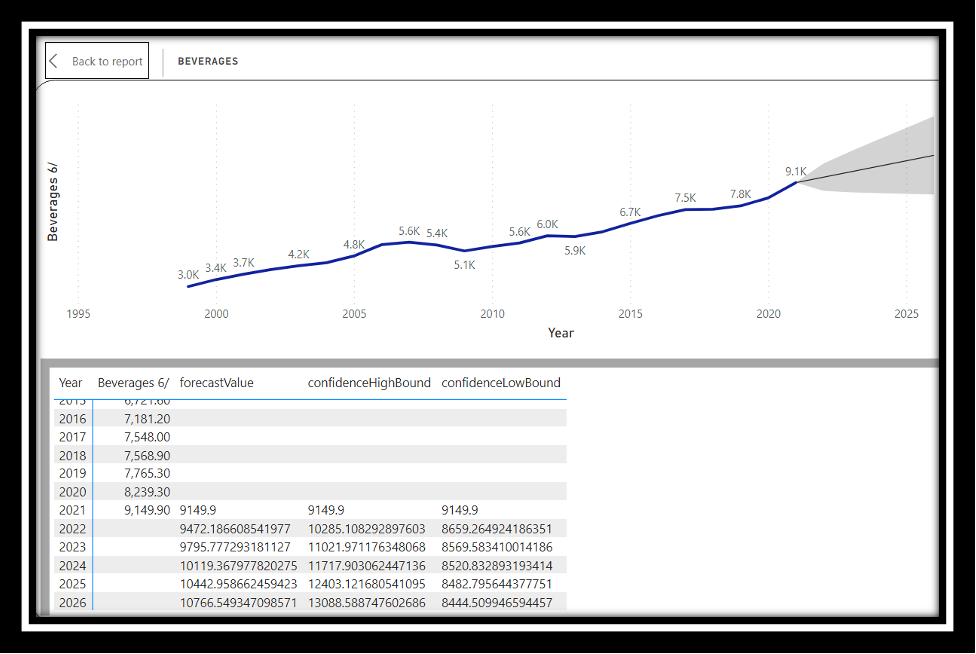 Back to report
BEVERAGES
Beverages 6/
9.1K
7.8K
7.5K
6.7K
6.0K
5.9K
5.6K
5.1K
5.4K
5.6K
4.8K
4.2K
3.7K
3.4K
3.0K
1995 2000 2005 2010 2015 2020 2025
Year
Year Beverages 6/ forecastValue confidenceHighBound confidenceLowBound
2015 6,721.60
2016 7,181.20
2017 7,548.00
2018 7,568.90
2019 7,765.30
2020 8,239.30
2021 9,149.90 9149.9 9149.9 9149.9
2022 9472.186608541977 10285.108292897603 8659.264924186351
2023 9795.777293181127 11021.971176348068 8569.583410014186
2024 10119.367977820275 11717.903062447136 8520.832893193414
2025 10442.958662459423 12403.121680541095 8482.795644377751
2026 10766.549347098571 13088.588747602686 8444.509946594457